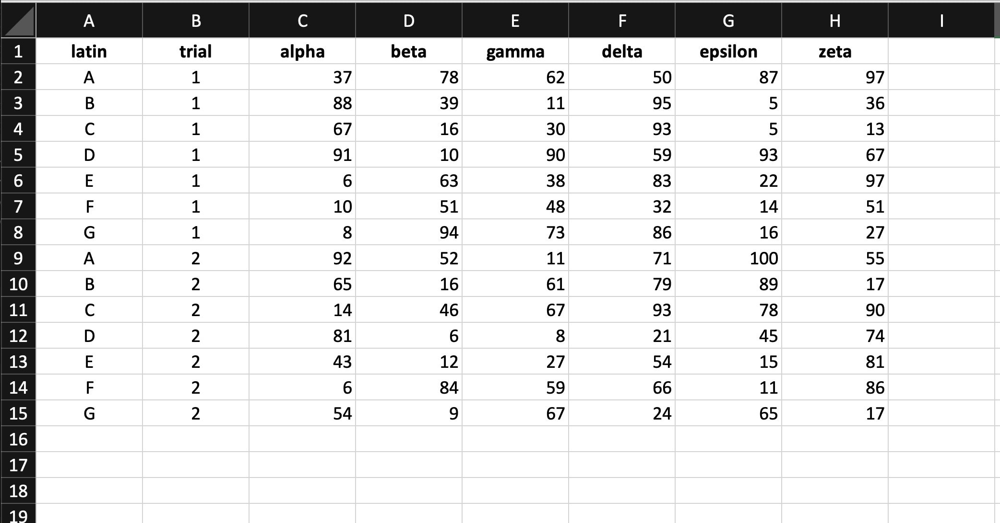 A B C D E F G H I
1 latin trial alpha beta gamma delta epsilon zeta
2 A 1 37 78 62 50 87 97
3 B 1 88 39 11 95 5 36
4 C 1 67 16 30 93 5 13
5 D 1 91 10 90 59 93 67
6 E 1 6 63 38 83 22 97
7 F 1 10 51 48 32 14 51
8 G 1 8 94 73 86 16 27
9 A 2 92 52 11 71 100 55
10 B 2 65 16 61 79 89 17
11 C 2 14 46 67 93 78 90
12 D 2 81 6 8 21 45 74
13 E 2 43 12 27 54 15 81
14 F 2 6 84 59 66 11 86
15 G 2 54 9 67 24 65 17
16
17
18
19